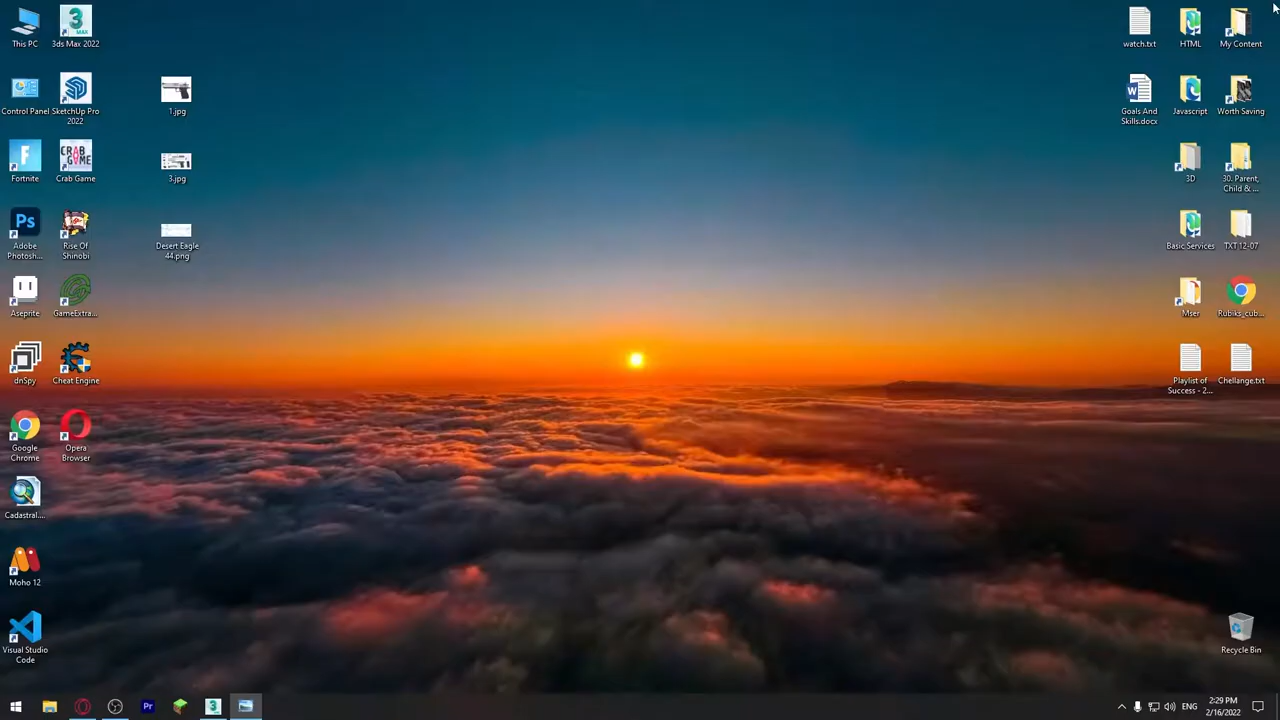 This PC
3ds Max 2022
Control Panel
SketchUp Pro
2022
Fortnite
Crab Game
Adobe
Photosh...
Rise Of
Shinobi
Aseprite
GameExtra...
dnSpy
Cheat Engine
Google
Chrome
Opera
Browser
Cadastral....
Moho 12
Visual Studio
Code
1.jpg
3.jpg
Desert Eagle
44.png
watch.txt
HTML
My Content
Goals And
Skills.docx
Javascript
Worth Saving
3D
30. Parent,
Child & ...
Basic Services
TXT 12-07
Mser
Rubiks_cub...
Playlist of
Success - 2...
Chellange.txt
Recycle Bin
ENG
2:29 PM
2/16/2022